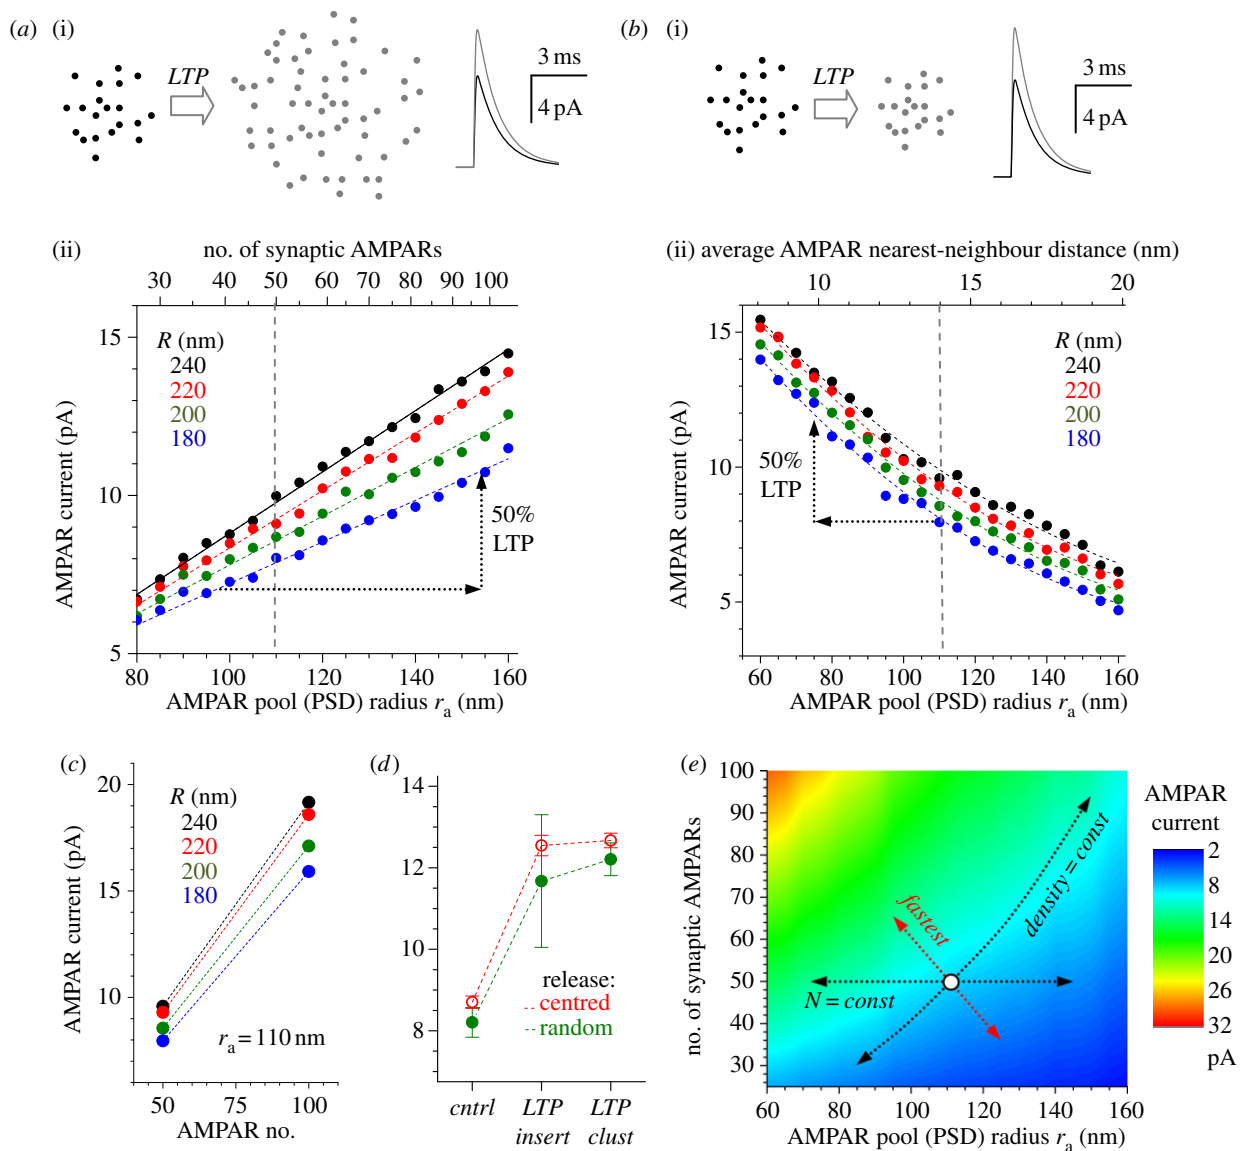 (a) (i)
LTP
3 ms
4 pA
(b) (i)
LTP
3 ms
4 pA
(ii) no. of synaptic AMPARs
30 40 50 60 70 80 90 100
R (nm)
240
220
200
180
50%
LTP
AMPAR current (pA)
15
10
5
80 100 120 140 160
AMPAR pool (PSD) radius ra (nm)
(ii) average AMPAR nearest-neighbour distance (nm)
10 15 20
R (nm)
240
220
200
180
50%
LTP
AMPAR current (pA)
15
10
5
60 80 100 120 140 160
AMPAR pool (PSD) radius ra (nm)
(c)
R (nm)
240
220
200
180
ra = 110 nm
AMPAR current (pA)
20
18
15
13
10
8
50 75 100
AMPAR no.
(d)
14
12
10
8
release:
centred
random
cntrl LTP LTP
insert clust
(e)
no. of synaptic AMPARs
100
90
80
70
60
50
40
30
fastest
density = const
N = const
60 80 100 120 140 160
AMPAR pool (PSD) radius ra (nm)
AMPAR
current
2
8
14
20
26
32
pA